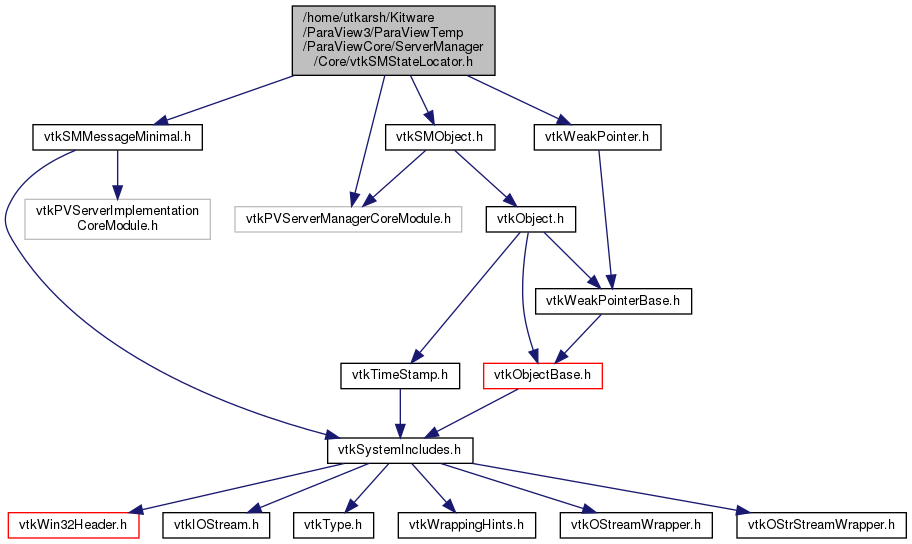 /home/utkarsh/Kitware
/ParaView3/ParaViewTemp
/ParaViewCore/ServerManager
/Core/vtkSMStateLocator.h
vtkSMMessageMinimal.h
vtkSMObject.h
vtkWeakPointer.h
vtkPVServerImplementation
CoreModule.h
vtkPVServerManagerCoreModule.h
vtkObject.h
vtkWeakPointerBase.h
vtkTimeStamp.h
vtkObjectBase.h
vtkSystemIncludes.h
vtkWin32Header.h
vtkIOStream.h
vtkType.h
vtkWrappingHints.h
vtkOStreamWrapper.h
vtkOStrStreamWrapper.h